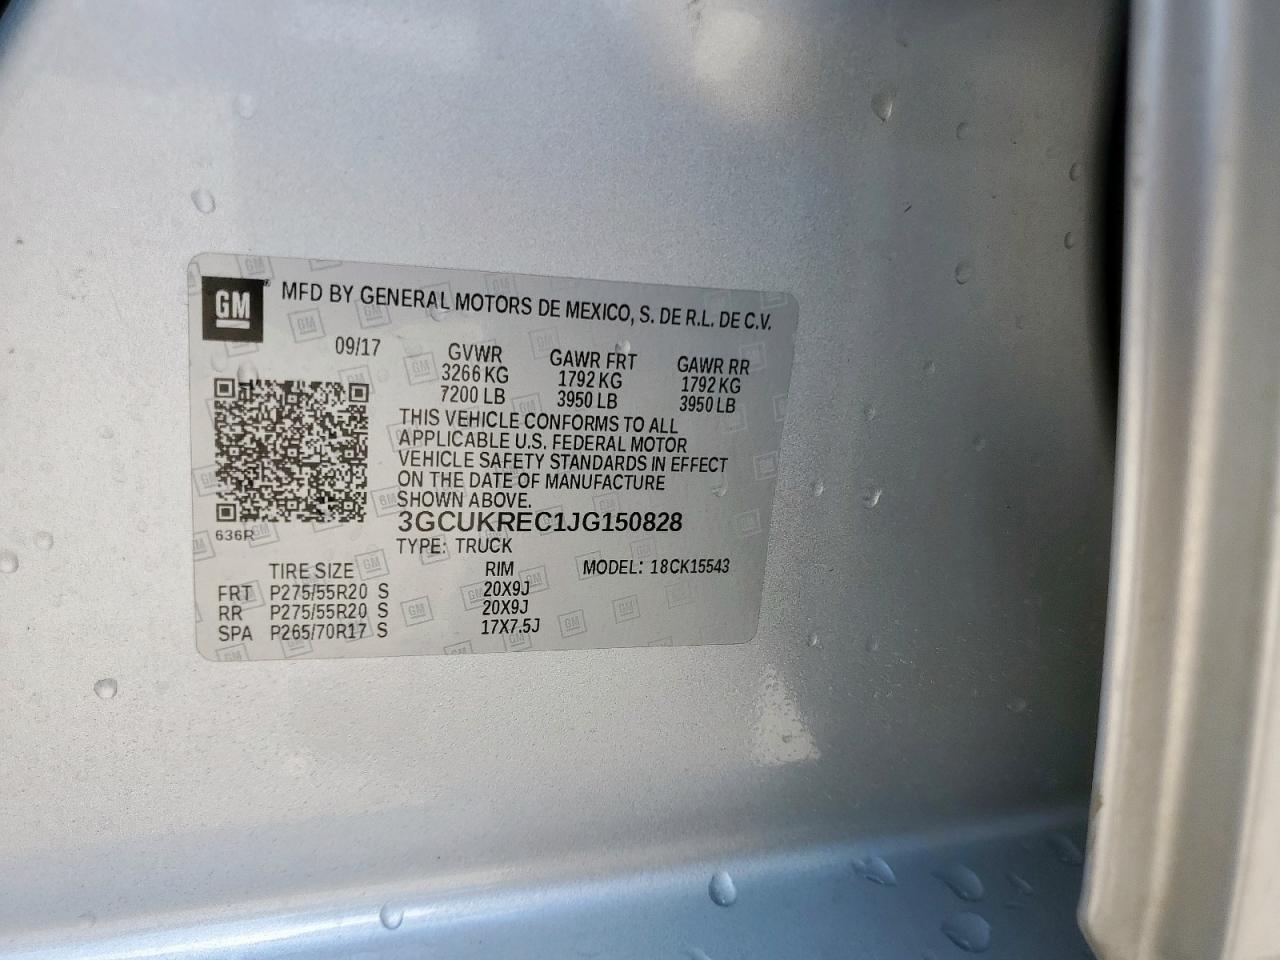 GM MFD BY GENERAL MOTORS DE MEXICO, S. DE R.L. DE C.V.
09/17 GVWR GAWR FRT GAWR RR
3266 KG 1792 KG 1792 KG
7200 LB 3950 LB 3950 LB
THIS VEHICLE CONFORMS TO ALL
APPLICABLE U.S. FEDERAL MOTOR
VEHICLE SAFETY STANDARDS IN EFFECT
ON THE DATE OF MANUFACTURE
SHOWN ABOVE.
3GCUKREC1JG150828
636R
TYPE: TRUCK
TIRE SIZE RIM MODEL: 18CK15543
FRT P275/55R20 S 20X9J
RR P275/55R20 S 20X9J
SPA P265/70R17 S 17X7.5J